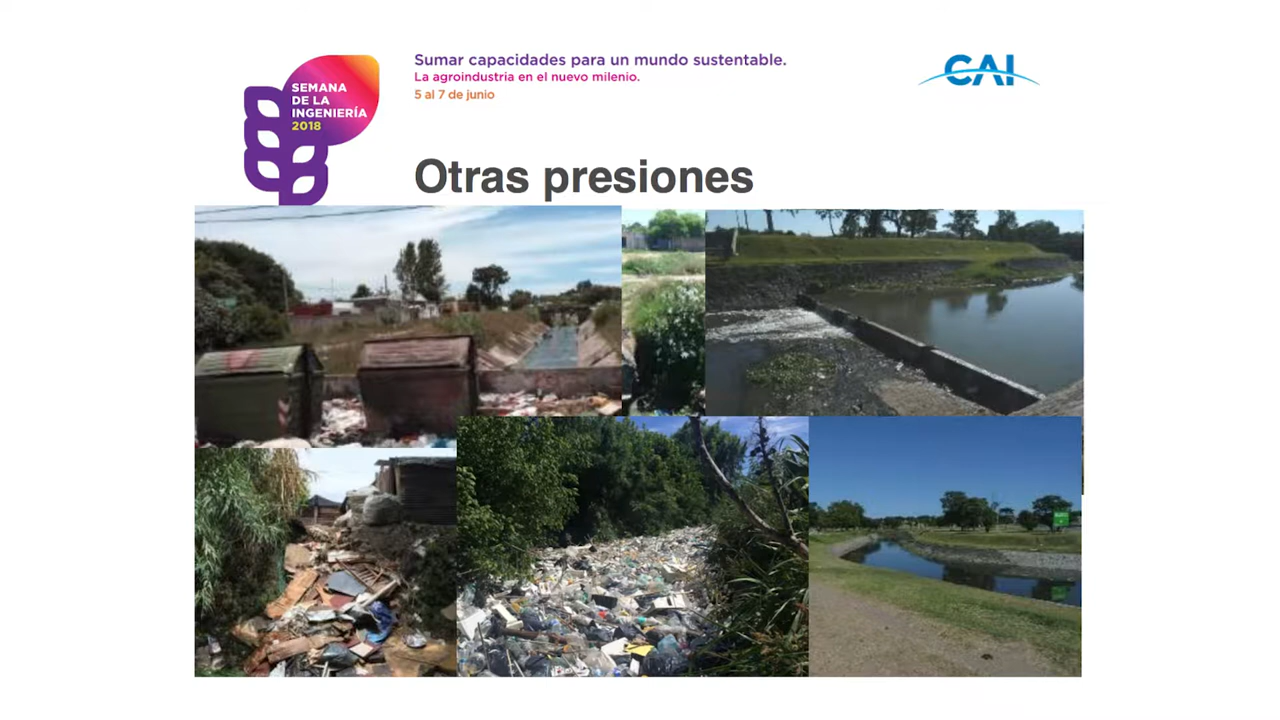 SEMANA
DE LA
INGENIERÍA
2018
Sumar capacidades para un mundo sustentable.
La agroindustria en el nuevo milenio.
5 al 7 de junio
CAI
Otras presiones